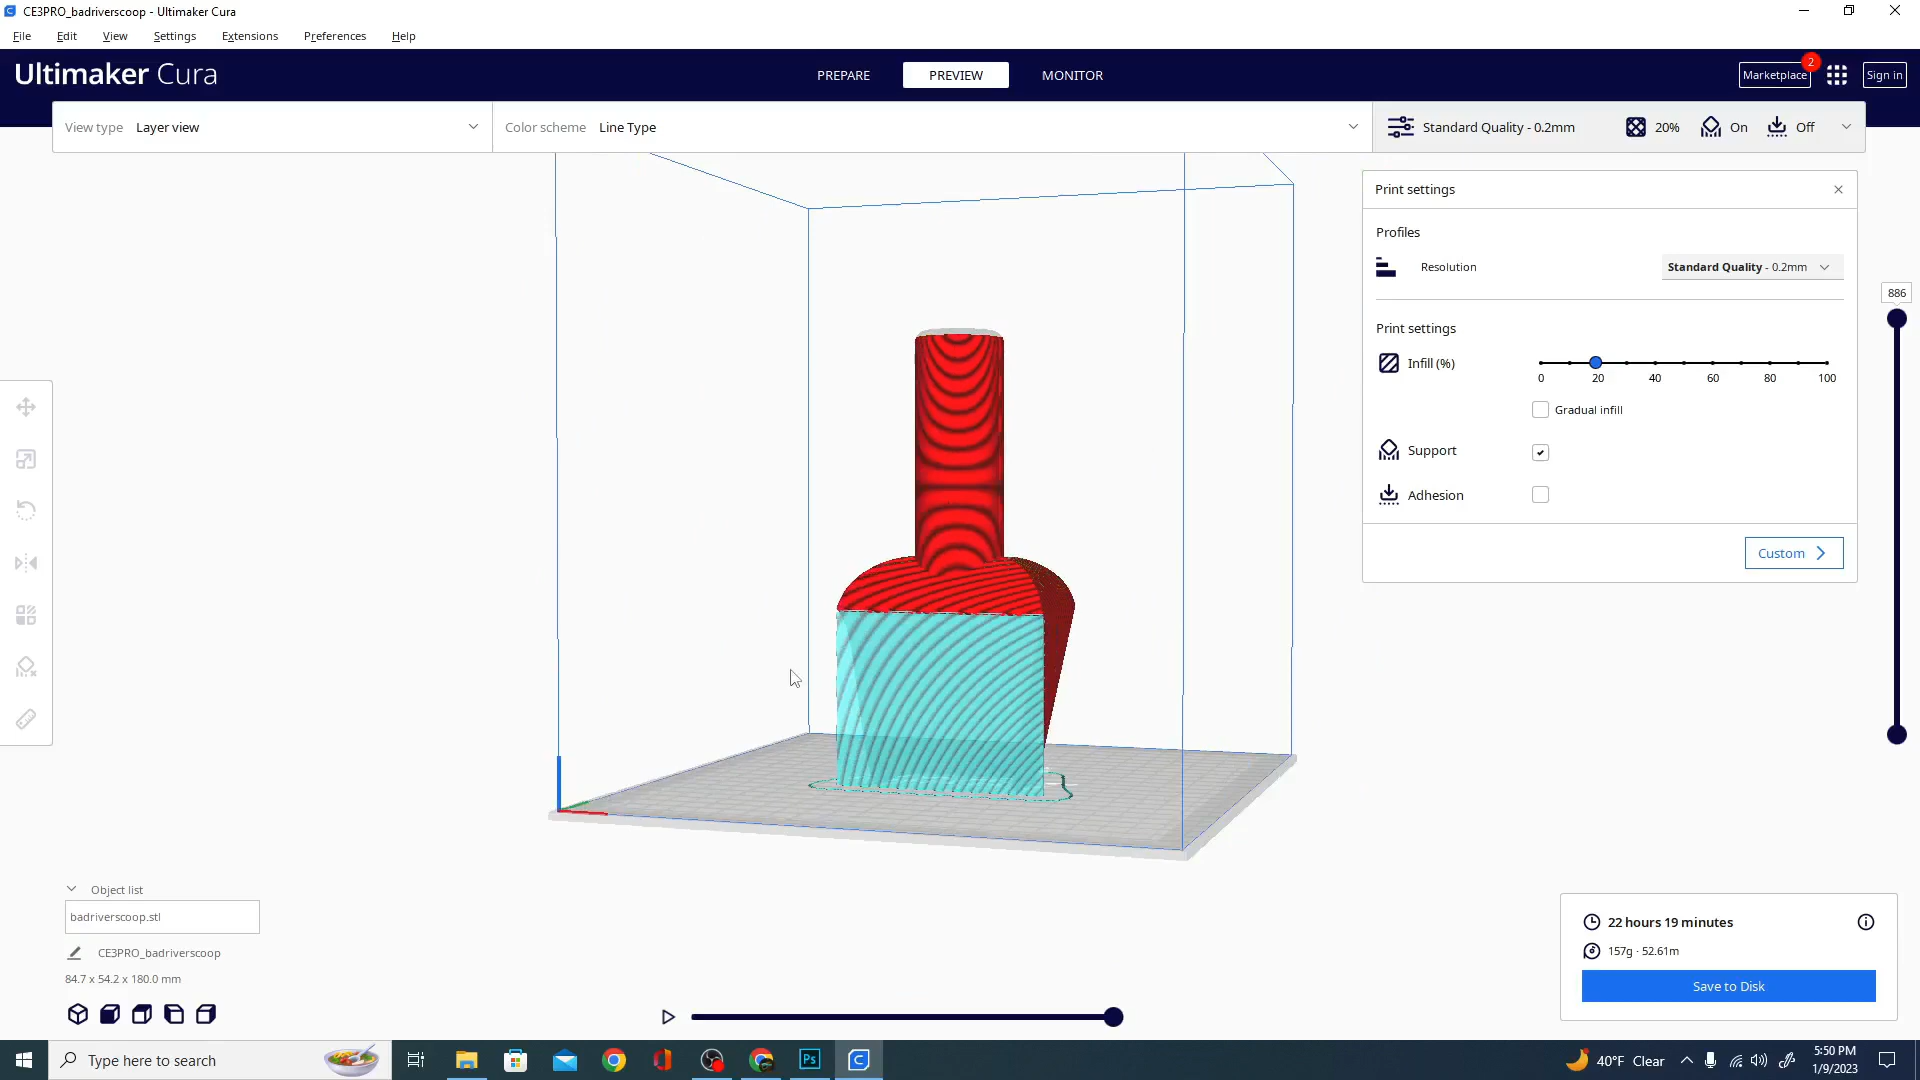 CE3PRO_badriverscoop - Ultimaker Cura
File Edit View Settings Extensions Preferences Help
Ultimaker Cura
PREPARE PREVIEW MONITOR
Marketplace 2
Sign in
View type Layer view
Color scheme Line Type
Standard Quality - 0.2mm 20% On Off
Print settings
Profiles
Resolution Standard Quality - 0.2mm
886
Print settings
Infill (%)
0 20 40 60 80 100
Gradual infill
Support
Adhesion
Custom
Object list
badriverscoop.stl
CE3PRO_badriverscoop
84.7 x 54.2 x 180.0 mm
22 hours 19 minutes
157g · 52.61m
Save to Disk
Type here to search
Ps
40°F Clear
5:50 PM
1/9/2023